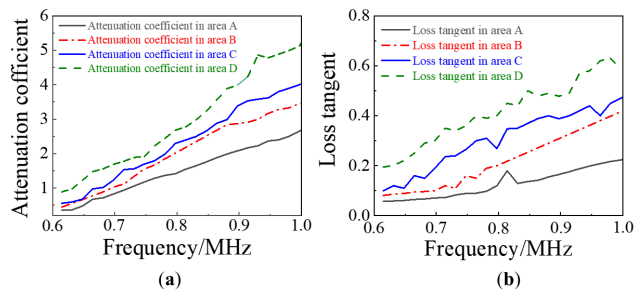 (a)
6
5
4
3
2
1
0.6
0.7
0.8
0.9
1.0
Attenuation coefficient
Frequency/MHz
Attenuation coefficient in area A
Attenuation coefficient in area B
Attenuation coefficient in area C
Attenuation coefficient in area D
(a)
(b)
0.8
0.6
0.4
0.2
0.0
0.6
0.7
0.8
0.9
1.0
Loss tangent
Frequency/MHz
Loss tangent in area A
Loss tangent in area B
Loss tangent in area C
Loss tangent in area D
(b)